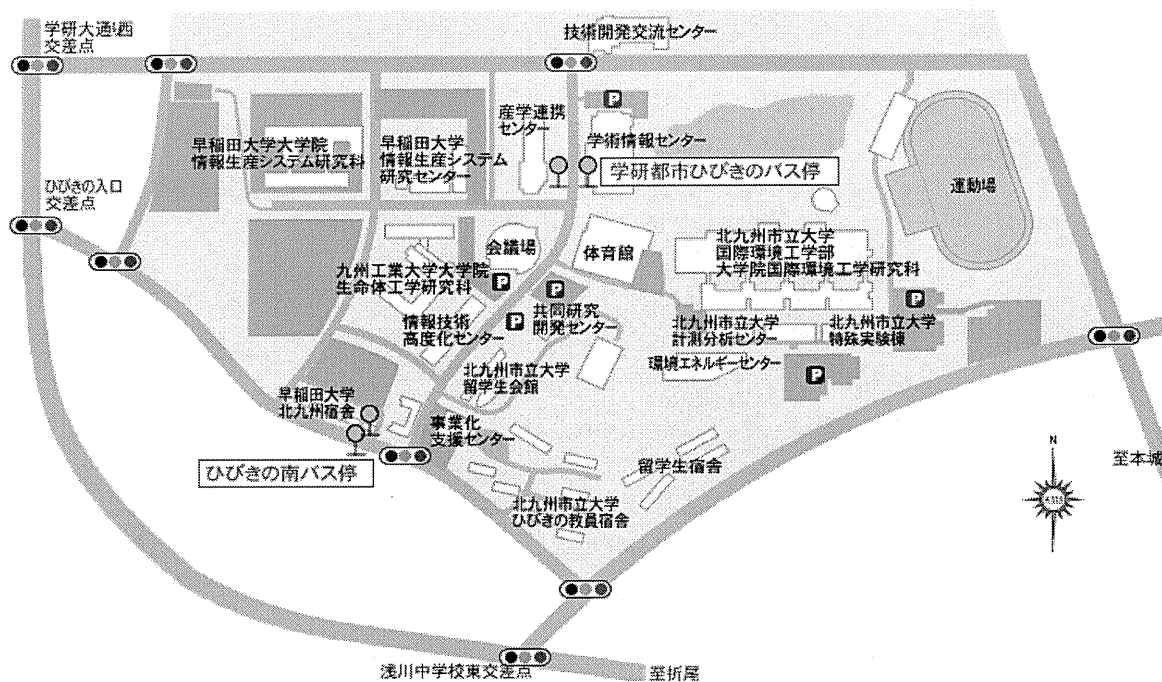 学研大通り西
交差点
技術開発交流センター
産学連携
センター
P
学術情報センター
早稲田大学大学院
情報生産システム研究科
早稲田大学
情報生産システム
研究センター
学研都市ひびきのバス停
運動場
ひびきの入口
交差点
会議場
体育館
北九州市立大学
国際環境工学部
大学院国際環境工学研究科
九州工業大学大学院
生命体工学研究科
P
P
P
共同研究
開発センター
情報技術
高度化センター
P
北九州市立大学
計測分析センター
北九州市立大学
特殊実験棟
環境エネルギーセンター
P
北九州市立大学
留学生会館
早稲田大学
北九州宿舎
事業化
支援センター
ひびきの南バス停
留学生宿舎
北九州市立大学
ひびきの教員宿舎
N
至本城
浅川中学校東交差点
至折尾